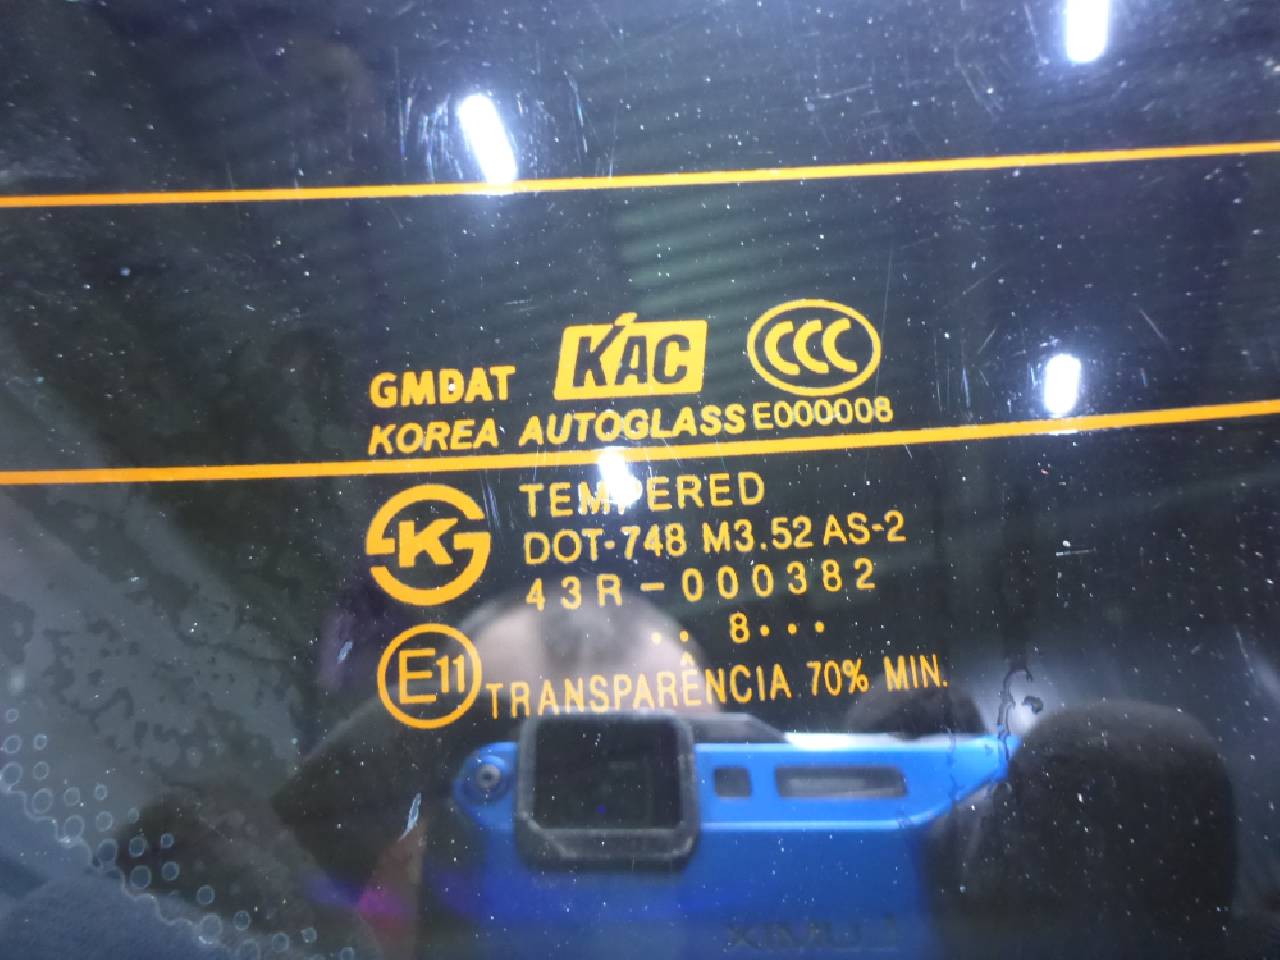 GMDAT KAC CCC
KOREA AUTOGLASS E000008
TEMPERED
K DOT-748 M3.52 AS-2
43R-000382
.. 8...
E11 TRANSPARÊNCIA 70% MIN.